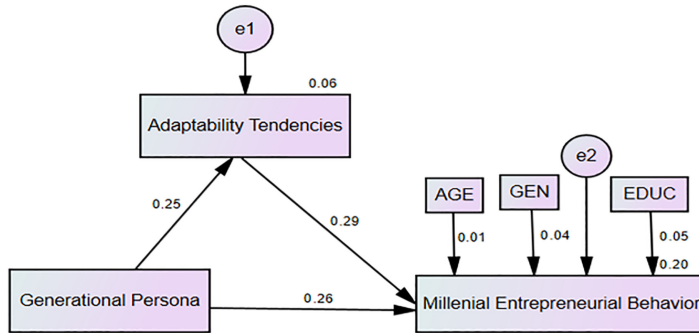 e1
0.06
Adaptability Tendencies
e2
AGE
GEN
EDUC
0.25
0.29
0.01
0.04
0.05
0.20
Generational Persona
0.26
Millenial Entrepreneurial Behavior